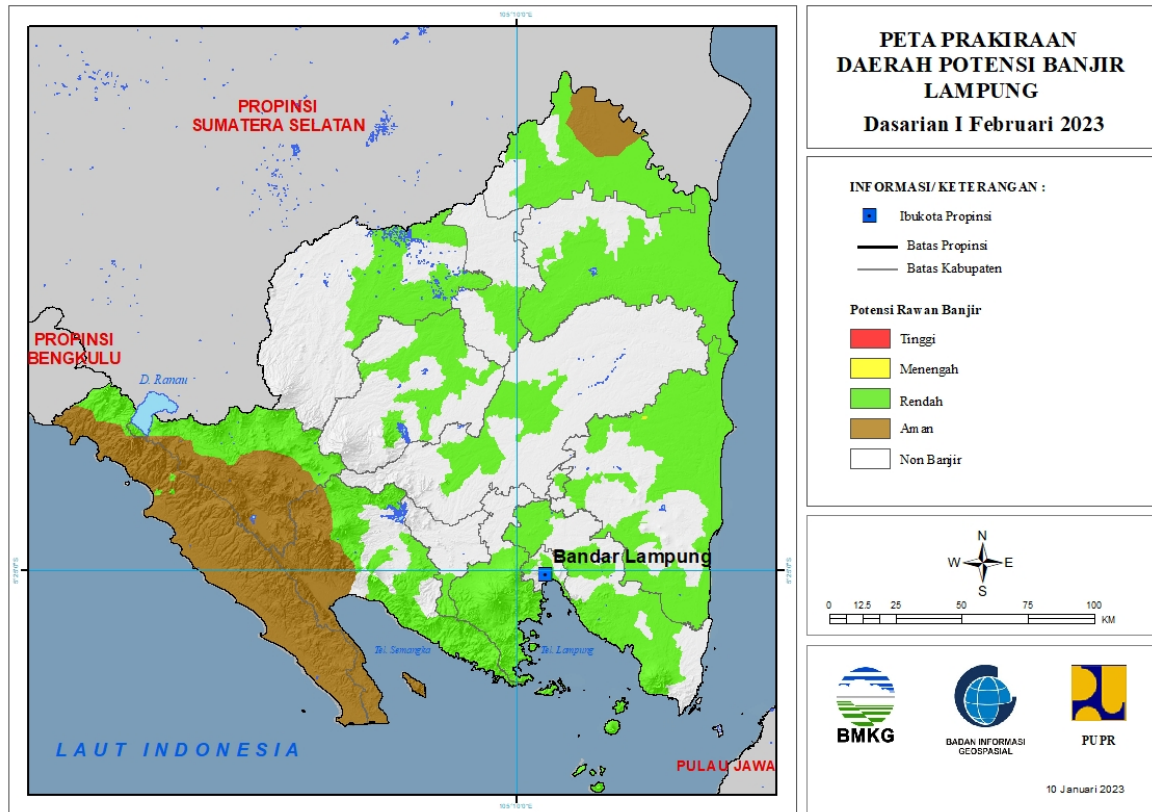 PROPINSI
SUMATERA SELATAN
PROPINSI
BENGKULU
D. Ranau
Bandar Lampung
Tel. Semangka
Tel. Lampung
LAUT INDONESIA
PULAU JAWA
PETA PRAKIRAAN
DAERAH POTENSI BANJIR
LAMPUNG
Dasarian I Februari 2023
INFORMASI/ KETERANGAN :
Ibukota Propinsi
Batas Propinsi
Batas Kabupaten
Potensi Rawan Banjir
Tinggi
Menengah
Rendah
Aman
Non Banjir
N
W E
S
0 12.5 25 50 75 100
KM
BMKG
BADAN INFORMASI
GEOSPASIAL
PUPR
10 Januari 2023